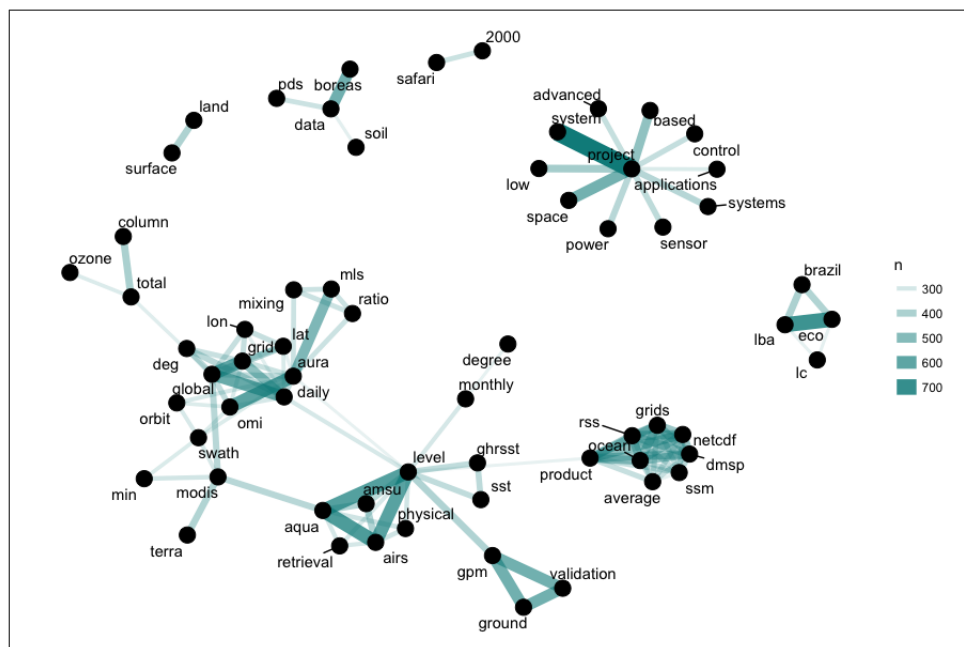 2000
safari
pds
boreas
data
soil
land
surface
advanced
system
based
project
control
low
applications
space
systems
power
sensor
column
ozone
total
mls
mixing
ratio
lon
lat
grid
deg
aura
global
daily
orbit
omi
swath
min
modis
terra
degree
monthly
brazil
lba
eco
lc
n
300
400
500
600
700
grids
rss
netcdf
ocean
dmsp
product
ssm
average
ghrsst
level
sst
amsu
aqua
physical
retrieval
airs
gpm
validation
ground